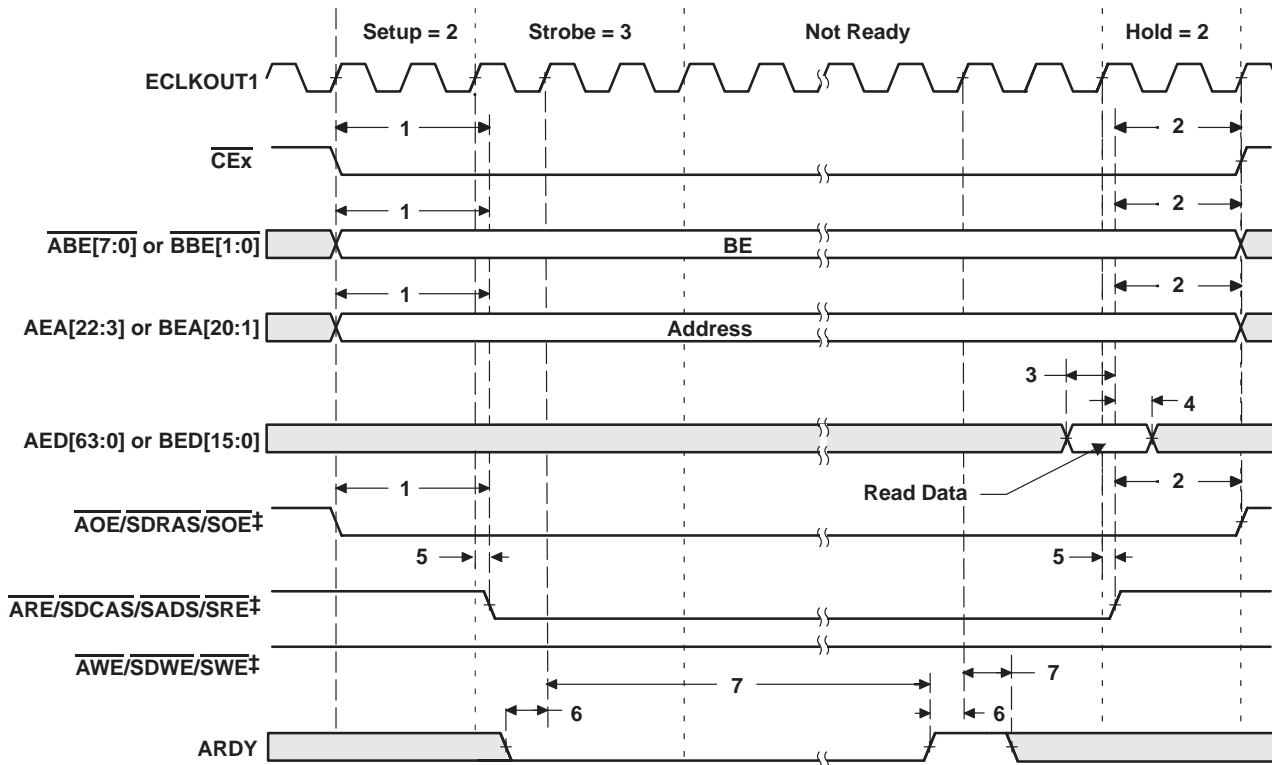 Setup = 2 Strobe = 3 Not Ready Hold = 2
ECLKOUT1
1 2
CEx
1 2
ABE[7:0] or BBE[1:0] BE
1 2
AEA[22:3] or BEA[20:1] Address
3
4
AED[63:0] or BED[15:0]
Read Data
1 2
AOE/SDRAS/SOE‡
5 5
ARE/SDCAS/SADS/SRE‡
AWE/SDWE/SWE‡
7 7
6 6
ARDY